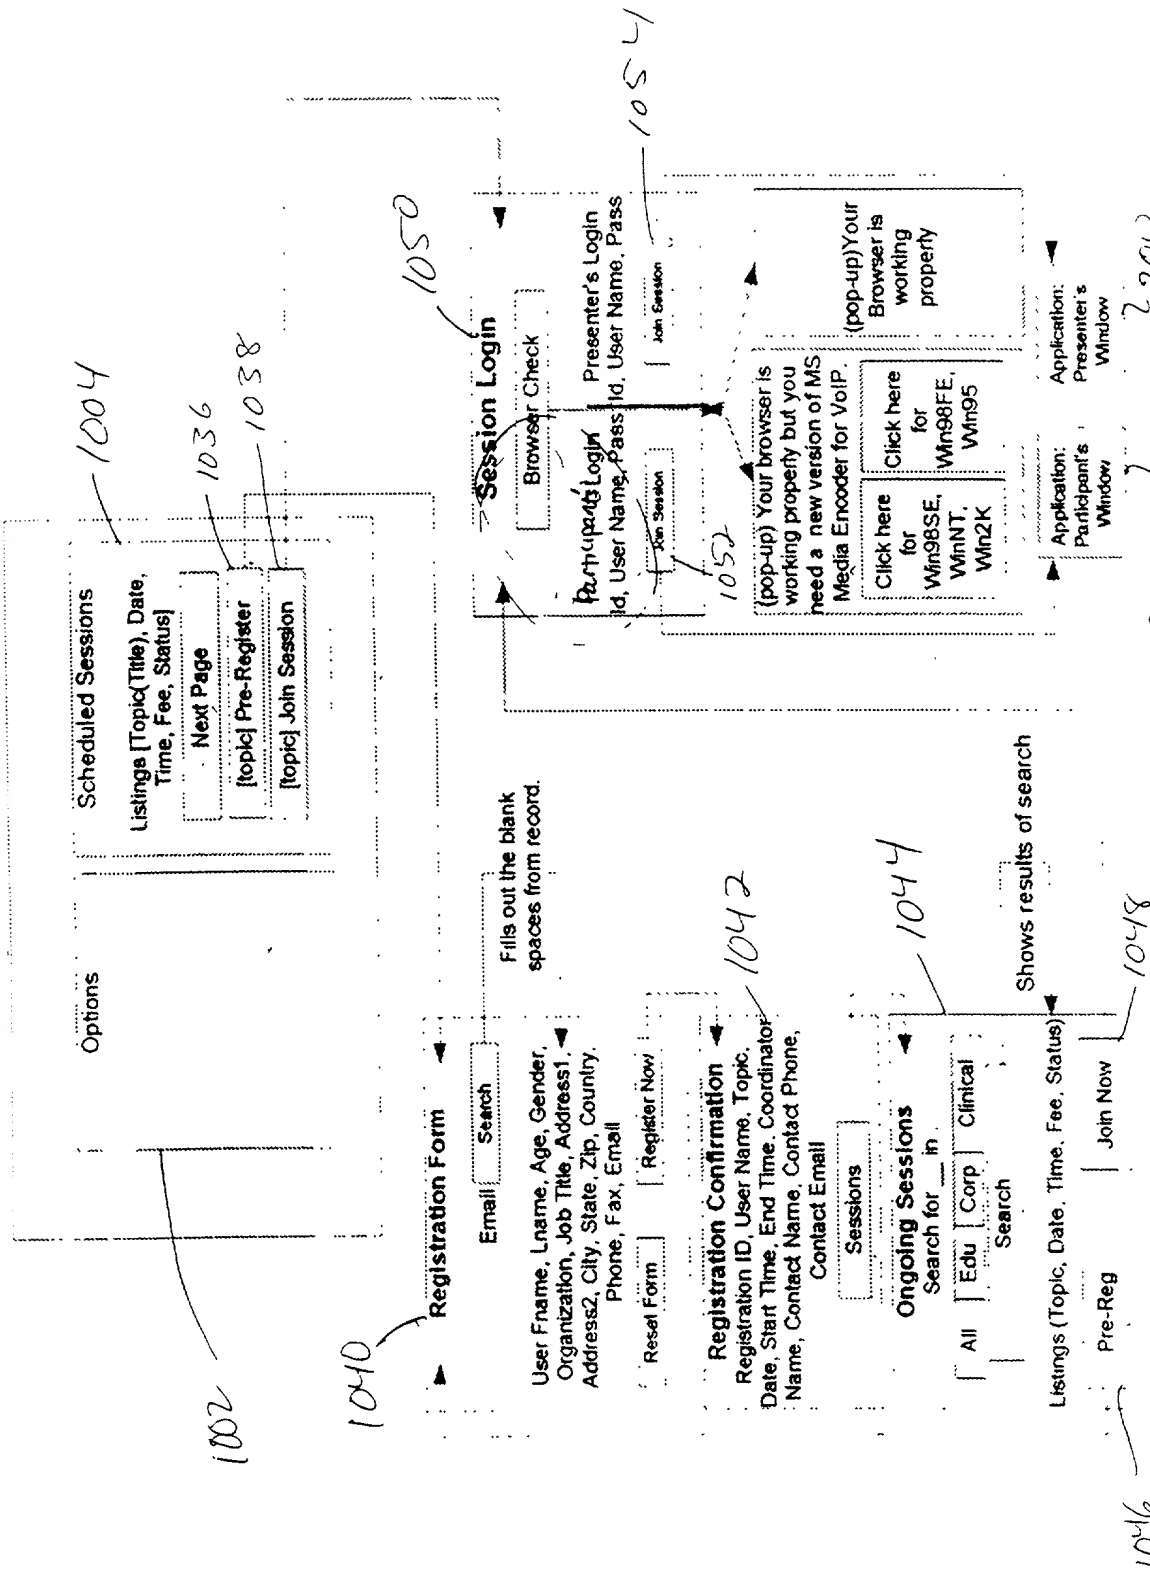 1004
Options
Scheduled Sessions
Listings [Topic(Title), Date,
Time, Fee, Status]
Next Page
[topic] Pre-Register
[topic] Join Session
1036
1038
1002
1040
Registration Form
Email
Search
Fills out the blank
spaces from record.
User Fname, Lname, Age, Gender,
Organization, Job Title, Address1,
Address2, City, State, Zip, Country,
Phone, Fax, Email
Reset Form
Register Now
1042
Registration Confirmation
Registration ID, User Name, Topic,
Date, Start Time, End Time, Coordinator
Name, Contact Name, Contact Phone,
Contact Email
Sessions
1044
Ongoing Sessions
Search for __ in
All
Edu
Corp
Clinical
Search
Shows results of search
Listings (Topic, Date, Time, Fee, Status)
Pre-Reg
Join Now
1046
1048
1050
Session Login
Browser Check
Participants Login
Id, User Name, Pass
Join Session
1052
Presenter's Login
Id, User Name, Pass
Join Session
1054
(pop-up) Your browser is
working properly but you
need a new version of MS
Media Encoder for VoIP.
Click here
for
Win98SE,
WinNT,
Win2K
Click here
for
Win98FE,
Win95
(pop-up)Your
Browser is
working
properly
Application:
Participant's
Window
Application:
Presenter's
Window